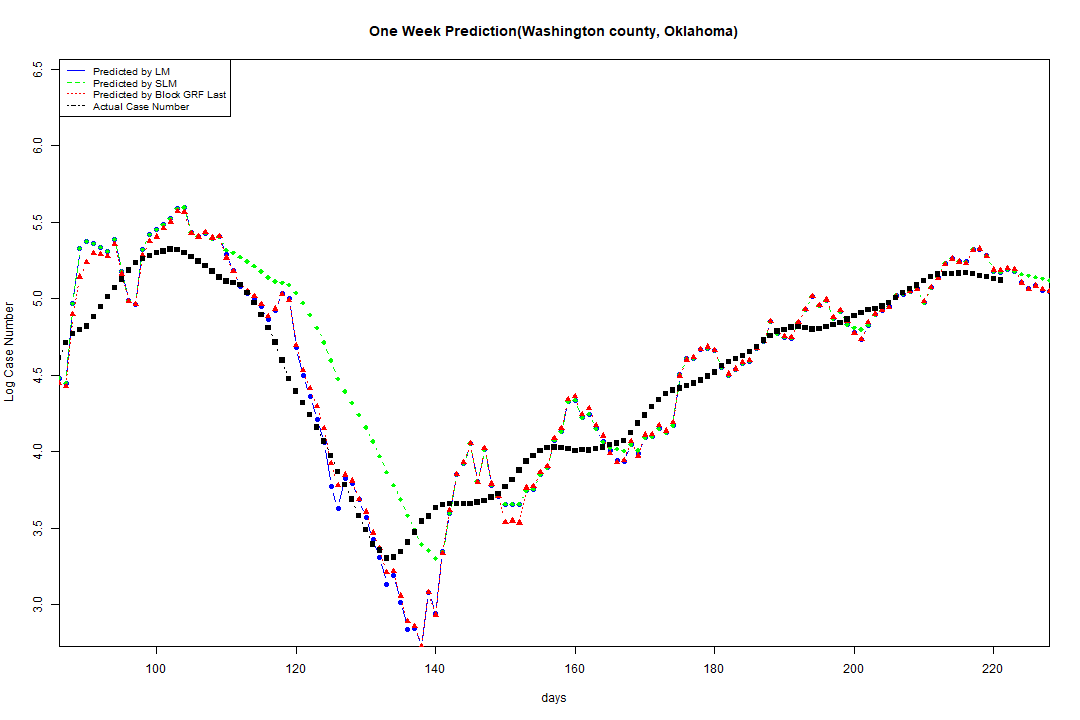 One Week Prediction(Washington county, Oklahoma)
Predicted by LM
Predicted by SLM
Predicted by Block GRF Last
Actual Case Number
Log Case Number
6.5
6.0
5.5
5.0
4.5
4.0
3.5
3.0
100 120 140 160 180 200 220
days